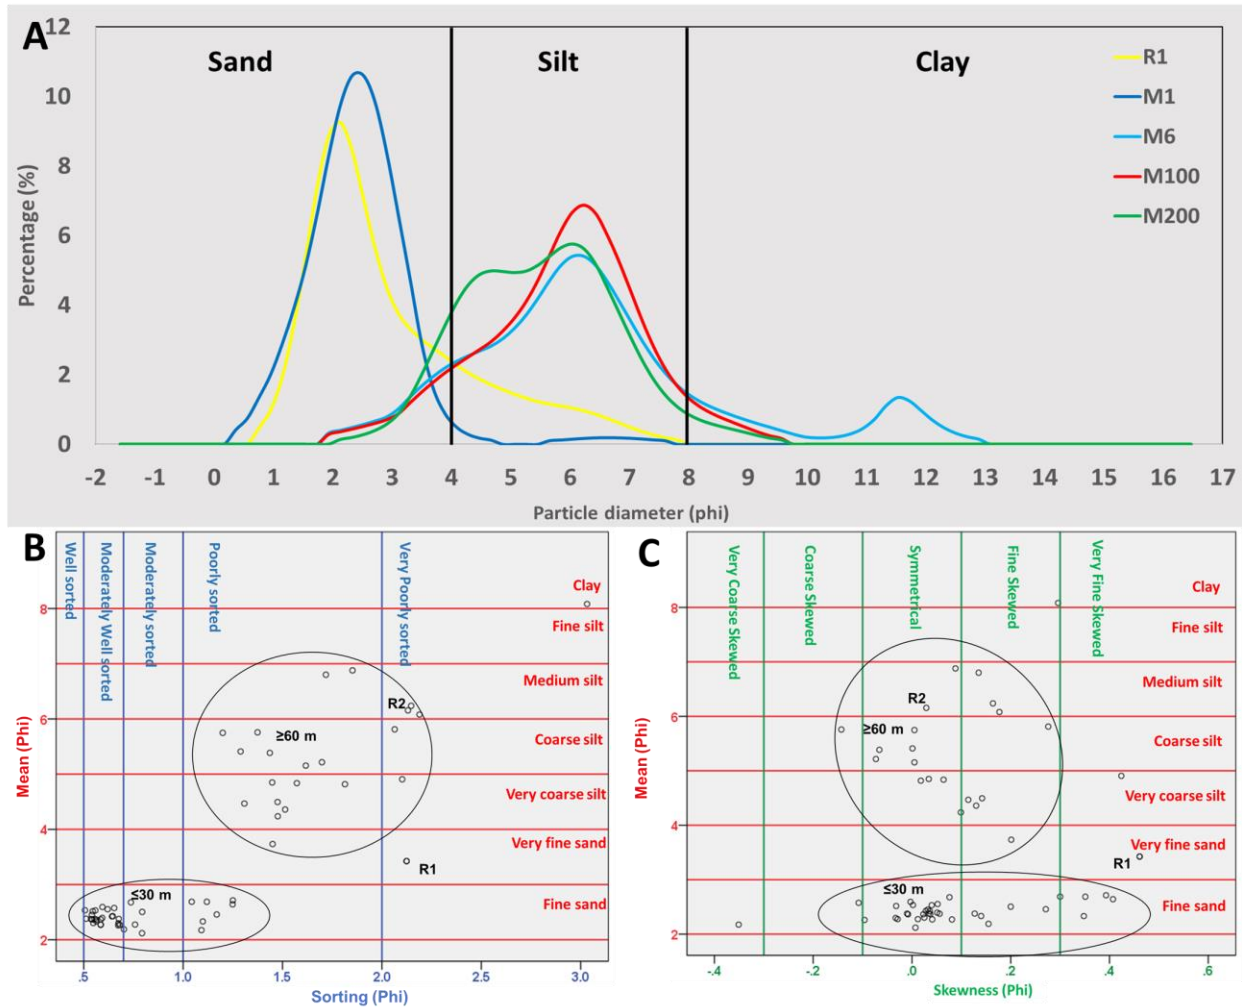 A
Sand
Silt
Clay
R1
M1
M6
M100
M200
Percentage (%)
12
10
8
6
4
2
0
-2 -1 0 1 2 3 4 5 6 7 8 9 10 11 12 13 14 15 16 17
Particle diameter (phi)
B
Well sorted
Moderately Well sorted
Moderately sorted
Poorly sorted
Very Poorly sorted
Clay
Fine silt
Medium silt
Coarse silt
Very coarse silt
Very fine sand
Fine sand
R2
≥60 m
R1
≤30 m
Mean (Phi)
8
6
4
2
.5 1.0 1.5 2.0 2.5 3.0
Sorting (Phi)
C
Very Coarse Skewed
Coarse Skewed
Symmetrical
Fine Skewed
Very Fine Skewed
Clay
Fine silt
Medium silt
Coarse silt
Very coarse silt
Very fine sand
Fine sand
R2
≥60 m
R1
≤30 m
Mean (Phi)
8
6
4
2
-.4 -.2 .0 .2 .4 .6
Skewness (Phi)